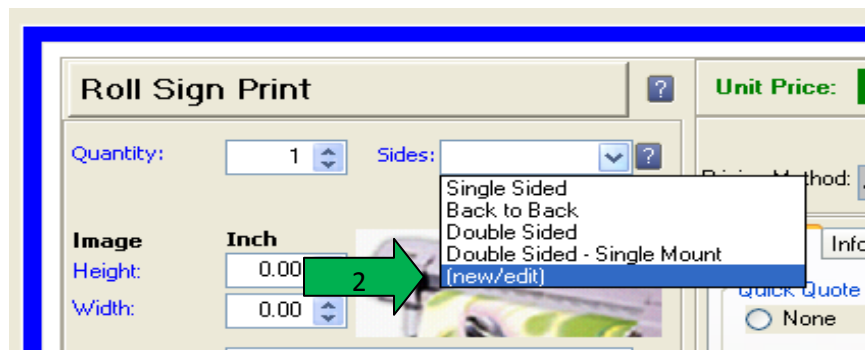 Roll Sign Print ?
Unit Price:
Quantity: 1 Sides: ?
Single Sided
Back to Back
Double Sided
Double Sided - Single Mount
(new/edit)
Image Inch
Height: 0.00
2
Width: 0.00
Quick Quote
None